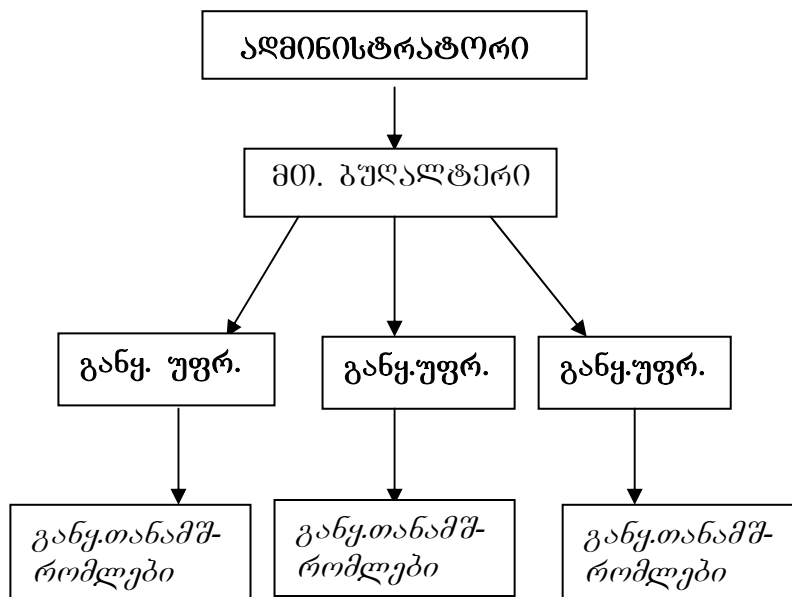 ადმინისტრატორი
მთ. ბუღალტერი
განყ. უფრ.
განყ.უფრ.
განყ.უფრ.
განყ.თანამშ-
რომლები
განყ.თანამშ-
რომლები
განყ.თანამშ-
რომლები